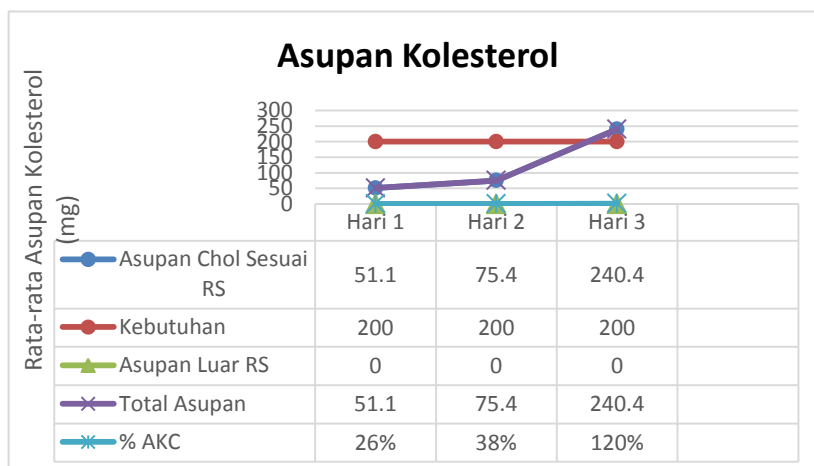 Asupan Kolesterol
Rata-rata Asupan Kolesterol
(mg)
300
250
200
150
100
50
0
Hari 1 Hari 2 Hari 3
Asupan Chol Sesuai
RS
51.1 75.4 240.4
Kebutuhan 200 200 200
Asupan Luar RS 0 0 0
Total Asupan 51.1 75.4 240.4
% AKC 26% 38% 120%